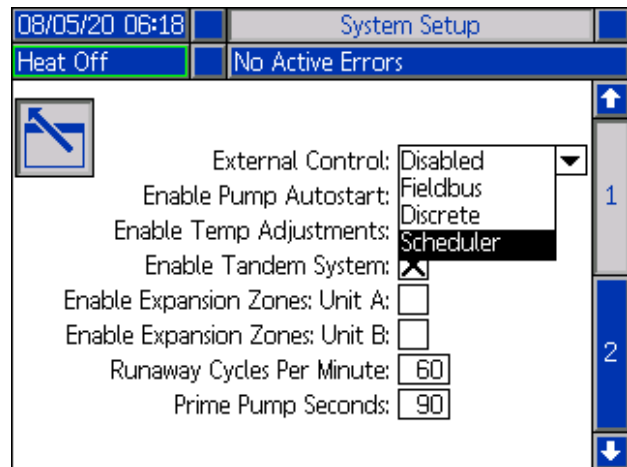 08/05/20 06:18 System Setup
Heat Off No Active Errors
External Control: Disabled
Fieldbus
Enable Pump Autostart:
Discrete
Enable Temp Adjustments:
Scheduler
Enable Tandem System:
Enable Expansion Zones: Unit A:
Enable Expansion Zones: Unit B:
Runaway Cycles Per Minute: 60
Prime Pump Seconds: 90
1
2